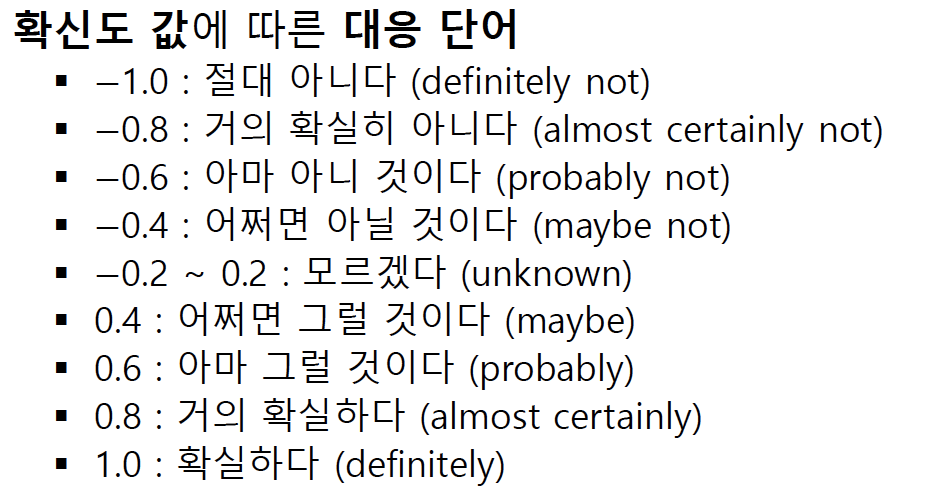 확신도 값에 따른 대응 단어
▪ −1.0 : 절대 아니다 (definitely not)
▪ −0.8 : 거의 확실히 아니다 (almost certainly not)
▪ −0.6 : 아마 아니 것이다 (probably not)
▪ −0.4 : 어쩌면 아닐 것이다 (maybe not)
▪ −0.2 ~ 0.2 : 모르겠다 (unknown)
▪ 0.4 : 어쩌면 그럴 것이다 (maybe)
▪ 0.6 : 아마 그럴 것이다 (probably)
▪ 0.8 : 거의 확실하다 (almost certainly)
▪ 1.0 : 확실하다 (definitely)